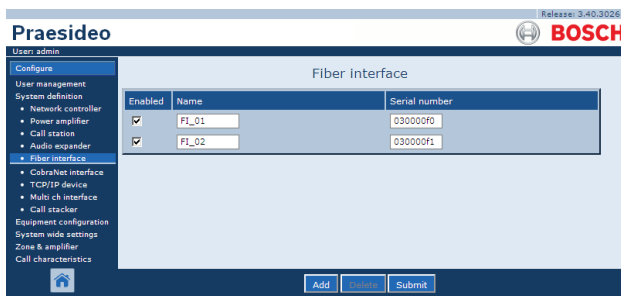 Release: 3.40.3026
Praesideo
BOSCH
User: admin
Configure
User management
System definition
• Network controller
• Power amplifier
• Call station
• Audio expander
• Fiber interface
• CobraNet interface
• TCP/IP device
• Multi ch interface
• Call stacker
Equipment configuration
System wide settings
Zone & amplifier
Call characteristics
Fiber interface
Enabled Name Serial number
FI_01 030000f0
FI_02 030000f1
Add Delete Submit